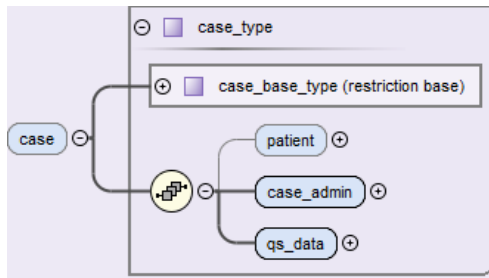 case_type
case_base_type (restriction base)
case
patient
case_admin
qs_data